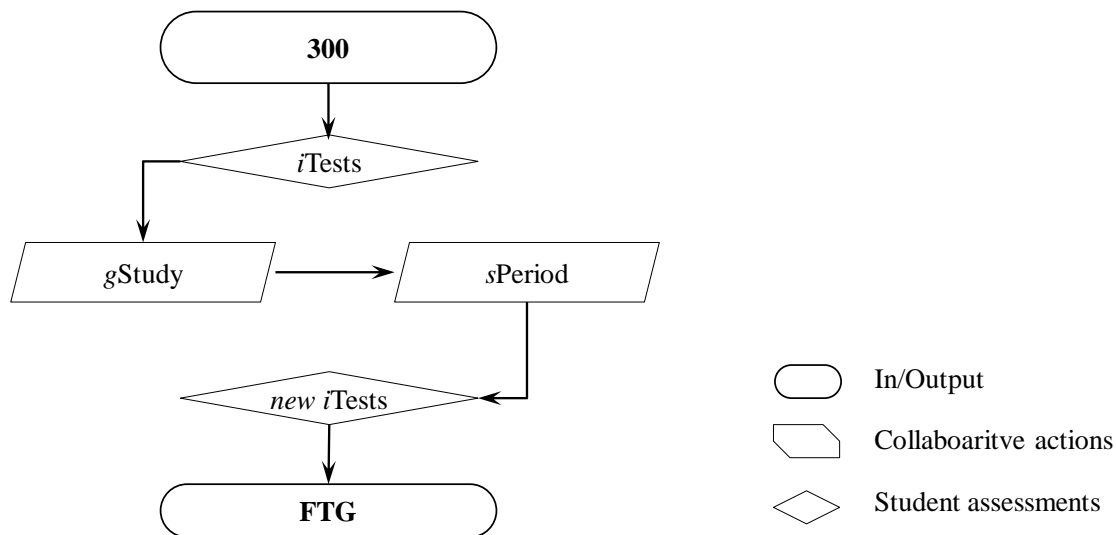 300
iTests
gStudy
sPeriod
new iTests
FTG
In/Output
Collaboaritve actions
Student assessments